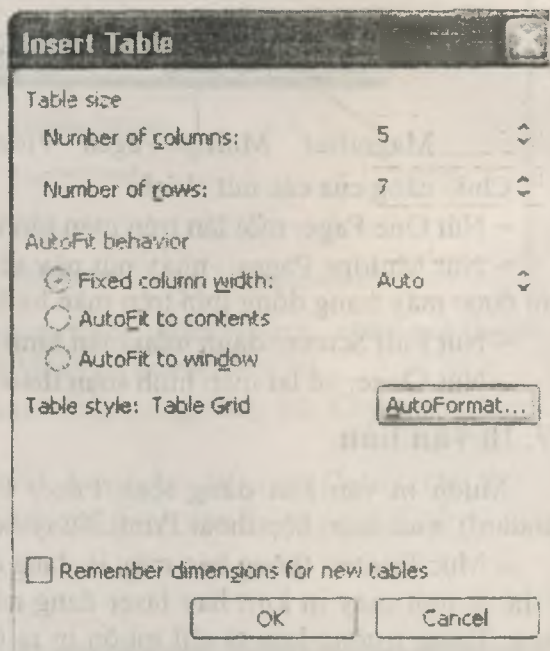 Insert Table
Table size
Number of columns: 5
Number of rows: 7
AutoFit behavior
Fixed column width: Auto
AutoFit to contents
AutoFit to window
Table style: Table Grid AutoFormat...
Remember dimensions for new tables
OK Cancel